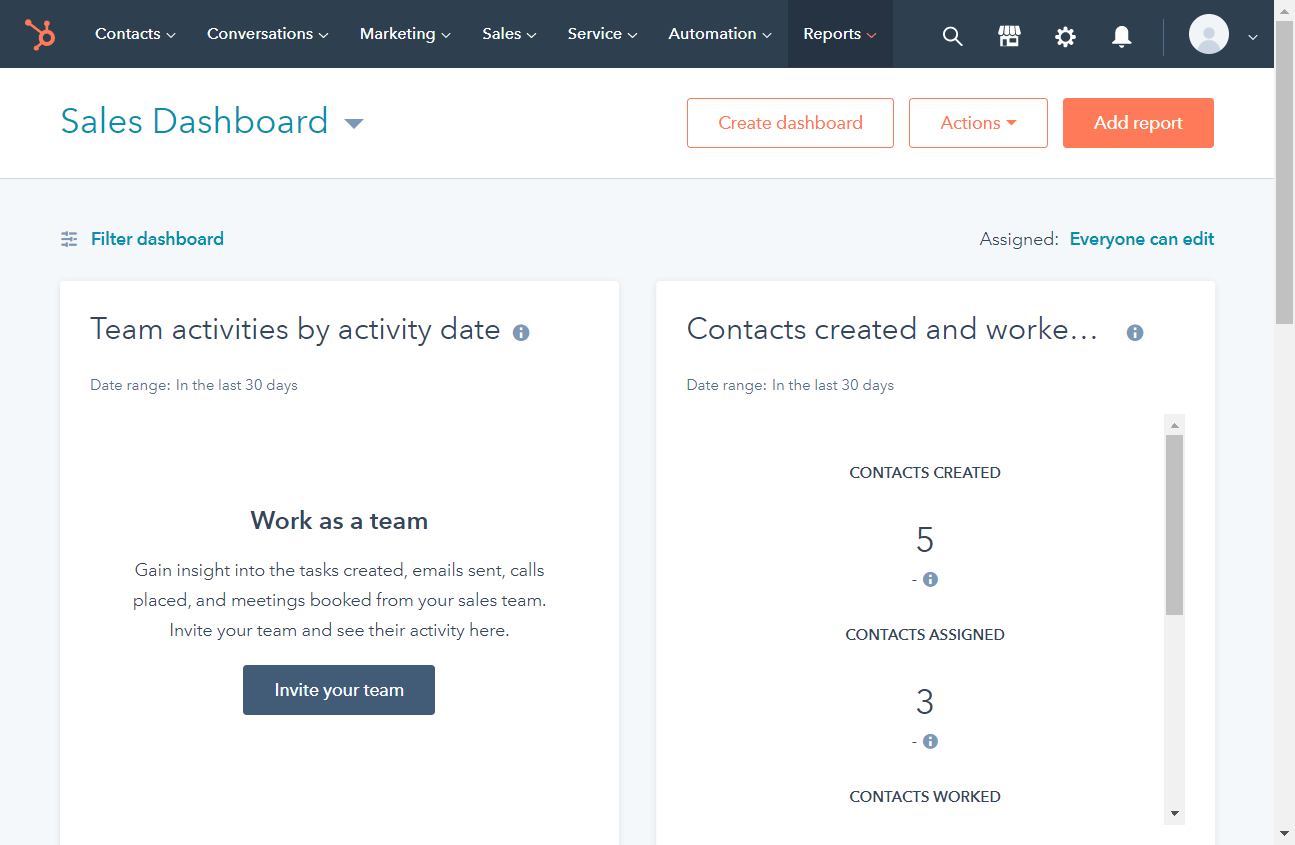 Contacts Conversations Marketing Sales Service Automation Reports
Sales Dashboard
Create dashboard
Actions
Add report
Filter dashboard
Assigned: Everyone can edit
Team activities by activity date
Date range: In the last 30 days
Work as a team
Gain insight into the tasks created, emails sent, calls
placed, and meetings booked from your sales team.
Invite your team and see their activity here.
Invite your team
Contacts created and worke...
Date range: In the last 30 days
CONTACTS CREATED
5
-
CONTACTS ASSIGNED
3
-
CONTACTS WORKED